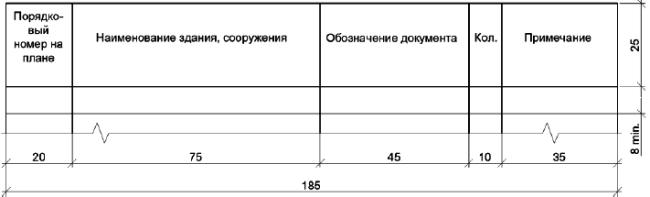 Порядко-
вый
номер на
плане
Наименование здания, сооружения
Обозначение документа
Кол.
Примечание
25
8 min.
20
75
45
10
35
185